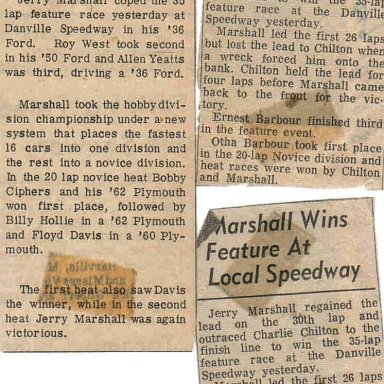 Jerry Marshall coped the 35
lap feature race yesterday at
Danville Speedway in his '36
Ford. Roy West took second
in his '50 Ford and Allen Yeatts
was third, driving a '36 Ford.
Marshall took the hobby divi-
sion championship under a new
system that places the fastest
16 cars into one division and
the rest into a novice division.
In the 20 lap novice heat Bobby
Ciphers and his '62 Plymouth
won first place, followed by
Billy Hollie in a '62 Plymouth
and Floyd Davis in a '60 Ply-
mouth.
The first heat also saw Davis
the winner, while in the second
heat Jerry Marshall was again
victorious.
win the 35-lap
feature race at the Danville
Speedway yesterday.
Marshall led the first 26 laps
but lost the lead to Chilton when
a wreck forced him onto the
bank. Chilton held the lead for
four laps before Marshall came
back to the front for the vic-
tory.
Ernest Barbour finished third
in the feature event.
Otha Barbour took first place
in the 20-lap Novice division and
heat races were won by Chilton
and Marshall.
Marshall Wins
Feature At
Local Speedway
Jerry Marshall regained the
lead on the 30th lap and
outraced Charlie Chilton to the
finish line to win the 35-lap
feature race at the Danville
Speedway yesterday.
Marshall led the first 26 laps